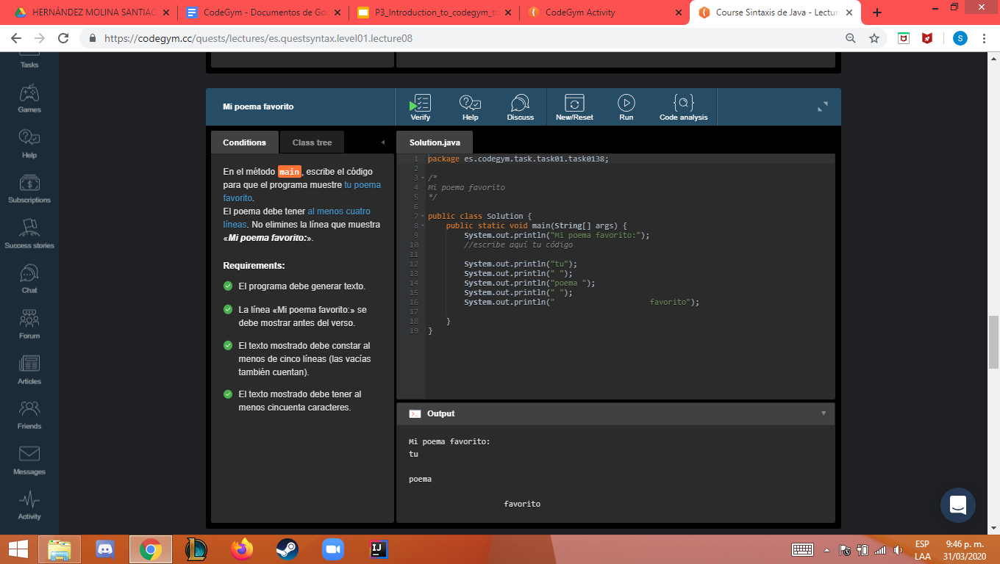 HERNÁNDEZ MOLINA SANTIAG
CodeGym - Documentos de Go
P3_Introduction_to_codegym_t
CodeGym Activity
Course Sintaxis de Java - Lectur
https://codegym.cc/quests/lectures/es.questsyntax.level01.lecture08
S
Tasks
Games
Help
Subscriptions
Success stories
Chat
Forum
Articles
Friends
Messages
Activity
Mi poema favorito
Verify
Help
Discuss
New/Reset
Run
Code analysis
Conditions
Class tree
En el método main, escribe el código
para que el programa muestre tu poema
favorito.
El poema debe tener al menos cuatro
líneas. No elimines la línea que muestra
«Mi poema favorito:».
Requirements:
El programa debe generar texto.
La línea «Mi poema favorito:» se
debe mostrar antes del verso.
El texto mostrado debe constar al
menos de cinco líneas (las vacías
también cuentan).
El texto mostrado debe tener al
menos cincuenta caracteres.
Solution.java
1 package es.codegym.task.task01.task0138;
2
3 /*
4 Mi poema favorito
5 */
6
7 public class Solution {
8     public static void main(String[] args) {
9         System.out.println("Mi poema favorito:");
10         //escribe aquí tu código
11
12         System.out.println("tu");
13         System.out.println(" ");
14         System.out.println("poema ");
15         System.out.println(" ");
16         System.out.println("                    favorito");
17
18     }
19 }
Output
Mi poema favorito:
tu
poema
favorito
IJ
ESP
LAA
9:46 p. m.
31/03/2020